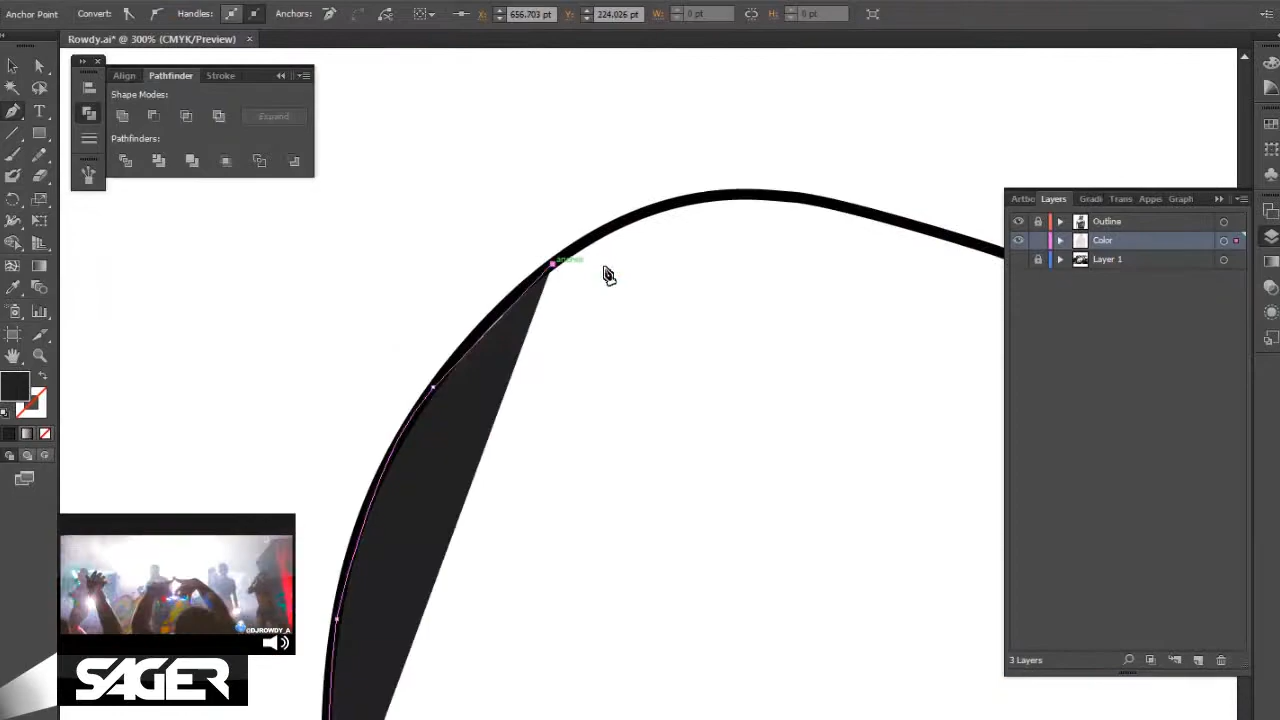 Anchor Point Convert: Handles: Anchors: X: 656.703 pt Y: 224.026 pt W: 0 pt H: 0 pt
Rowdy.ai* @ 300% (CMYK/Preview) ×
Align Pathfinder Stroke
Shape Modes:
Expand
Pathfinders:
Artbo Layers Gradi Trans Appe Graph
Outline
Color
Layer 1
anchor
T
@DJROWDY_A
SAGER
3 Layers